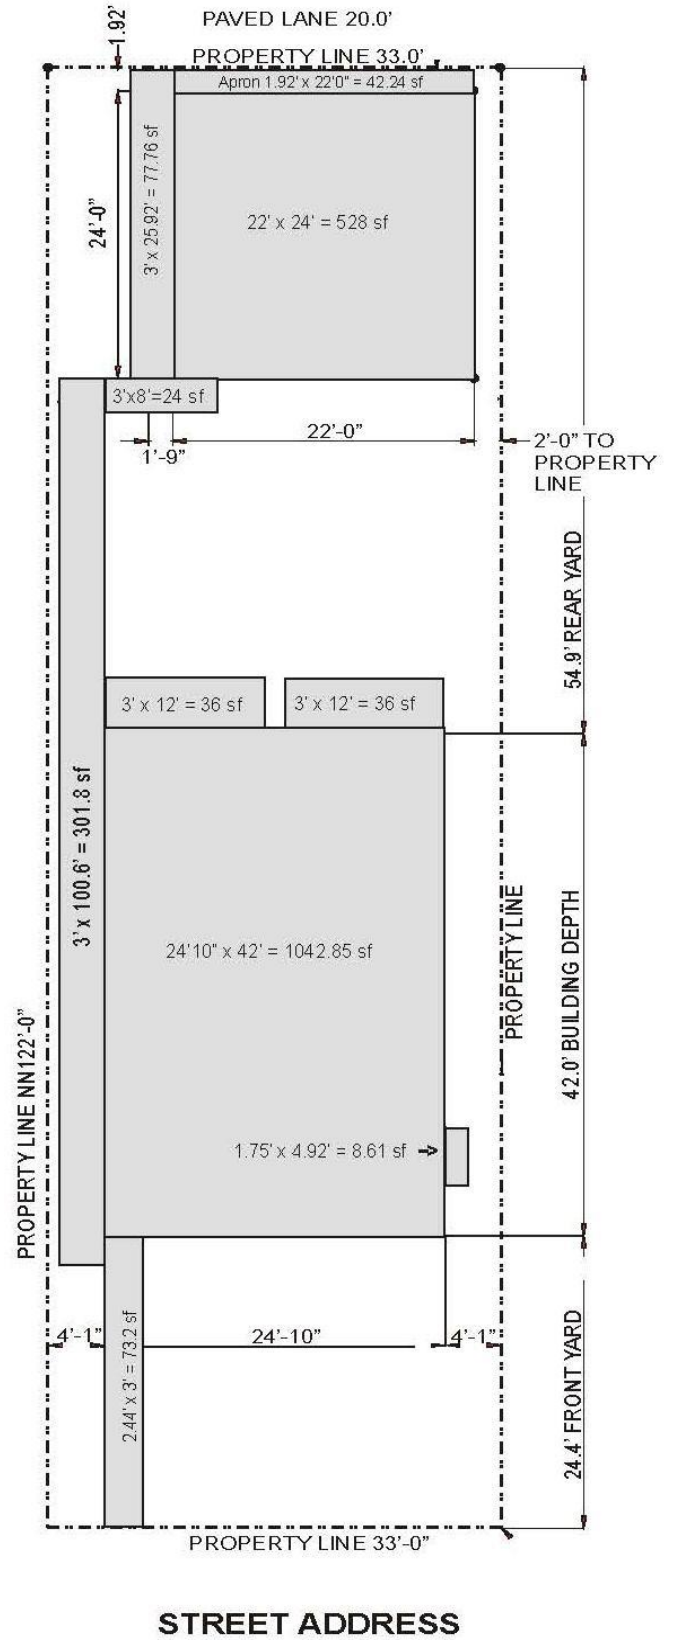 1.92'
PAVED LANE 20.0'
PROPERTY LINE 33.0'
Apron 1.92' x 22'0" = 42.24 sf
3' x 25.92' = 77.76 sf
24'-0"
22' x 24' = 528 sf
3'x8'=24 sf
22'-0"
1'-9"
2'-0" TO
PROPERTY
LINE
54.9' REAR YARD
3' x 12' = 36 sf
3' x 12' = 36 sf
3' x 100.6' = 301.8 sf
24'10" x 42' = 1042.85 sf
PROPERTY LINE
42.0' BUILDING DEPTH
PROPERTY LINE NN122'-0"
1.75' x 4.92' = 8.61 sf
4'-1"
2.44' x 3' = 73.2 sf
24'-10"
4'-1"
24.4' FRONT YARD
PROPERTY LINE 33'-0"
STREET ADDRESS